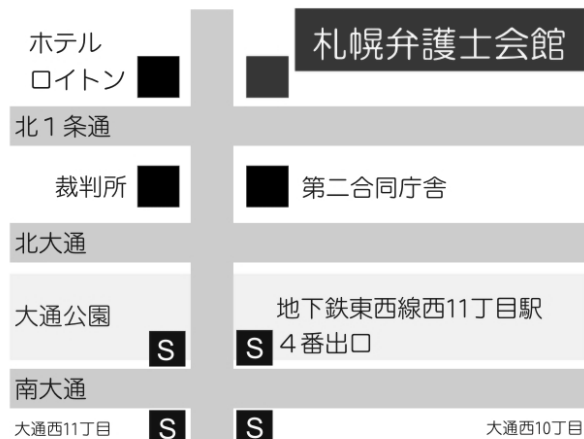 ホテル
ロイトン
札幌弁護士会館
北１条通
裁判所
第二合同庁舎
北大通
大通公園
地下鉄東西線西11丁目駅
S
S ４番出口
南大通
大通西11丁目
S
S
大通西10丁目